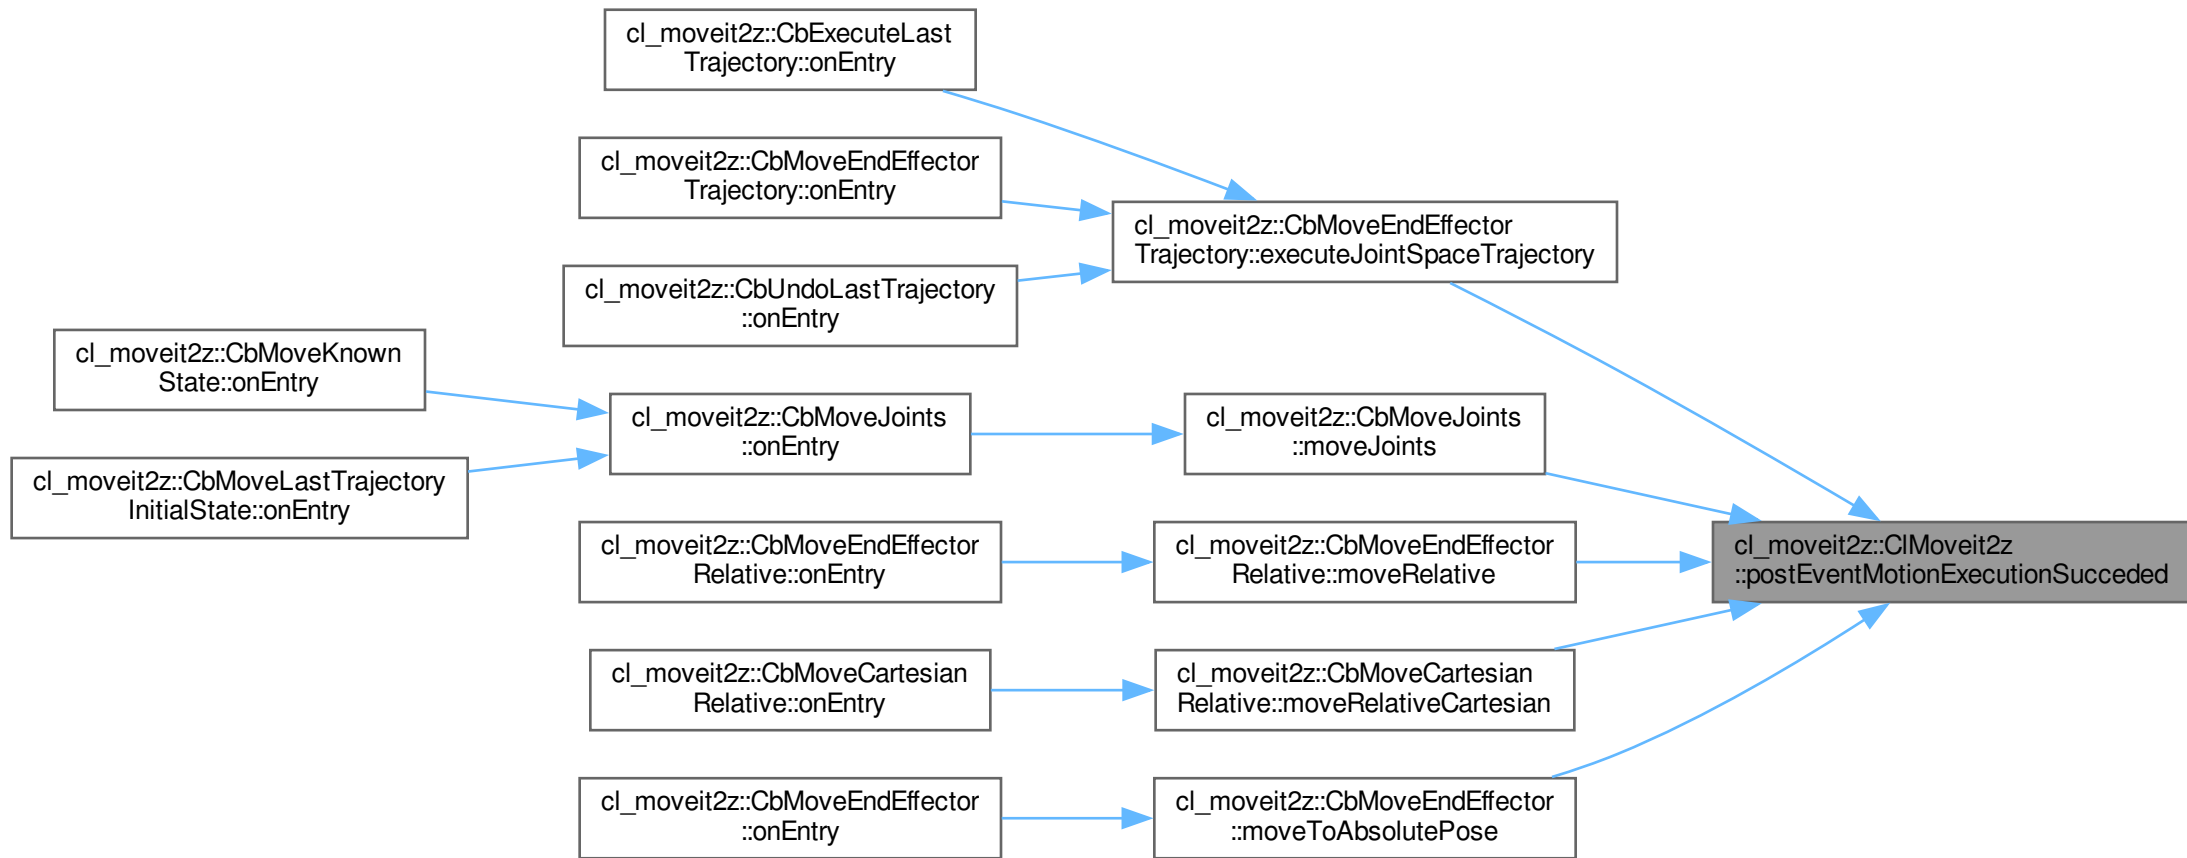 cl_moveit2z::CbExecuteLast
Trajectory::onEntry
cl_moveit2z::CbMoveEndEffector
Trajectory::onEntry
cl_moveit2z::CbMoveEndEffector
Trajectory::executeJointSpaceTrajectory
cl_moveit2z::CbUndoLastTrajectory
::onEntry
cl_moveit2z::CbMoveKnown
State::onEntry
cl_moveit2z::CbMoveJoints
::onEntry
cl_moveit2z::CbMoveJoints
::moveJoints
cl_moveit2z::CbMoveLastTrajectory
InitialState::onEntry
cl_moveit2z::CbMoveEndEffector
Relative::onEntry
cl_moveit2z::CbMoveEndEffector
Relative::moveRelative
cl_moveit2z::ClMoveit2z
::postEventMotionExecutionSucceded
cl_moveit2z::CbMoveCartesian
Relative::onEntry
cl_moveit2z::CbMoveCartesian
Relative::moveRelativeCartesian
cl_moveit2z::CbMoveEndEffector
::onEntry
cl_moveit2z::CbMoveEndEffector
::moveToAbsolutePose